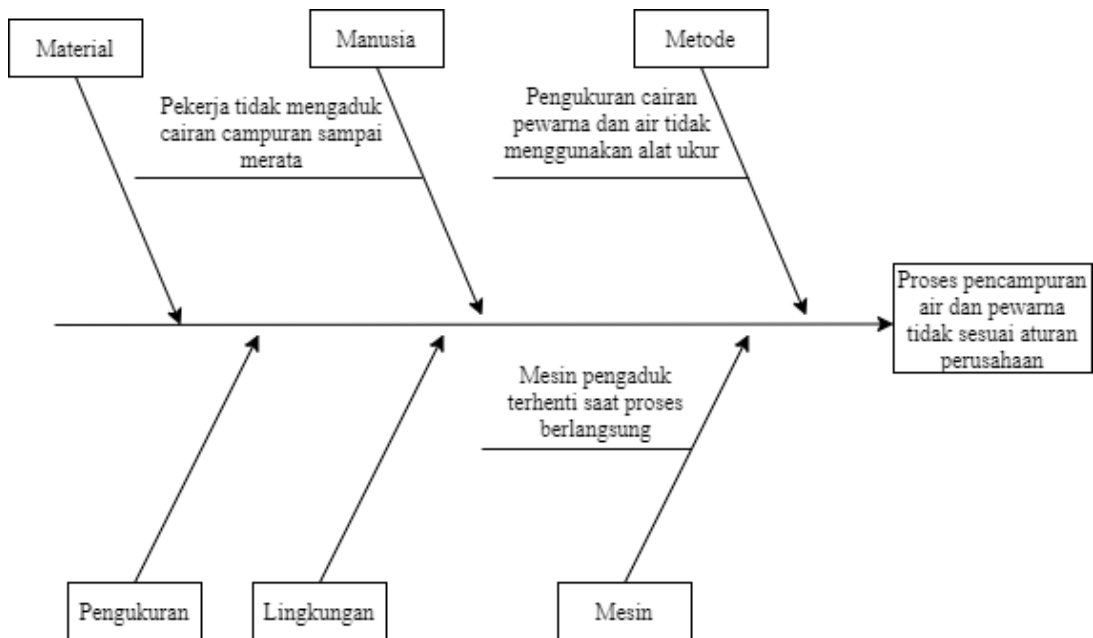 Material
Manusia
Metode
Pekerja tidak mengaduk
cairan campuran sampai
merata
Pengukuran cairan
pewarna dan air tidak
menggunakan alat ukur
Proses pencampuran
air dan pewarna
tidak sesuai aturan
perusahaan
Mesin pengaduk
terhenti saat proses
berlangsung
Pengukuran
Lingkungan
Mesin